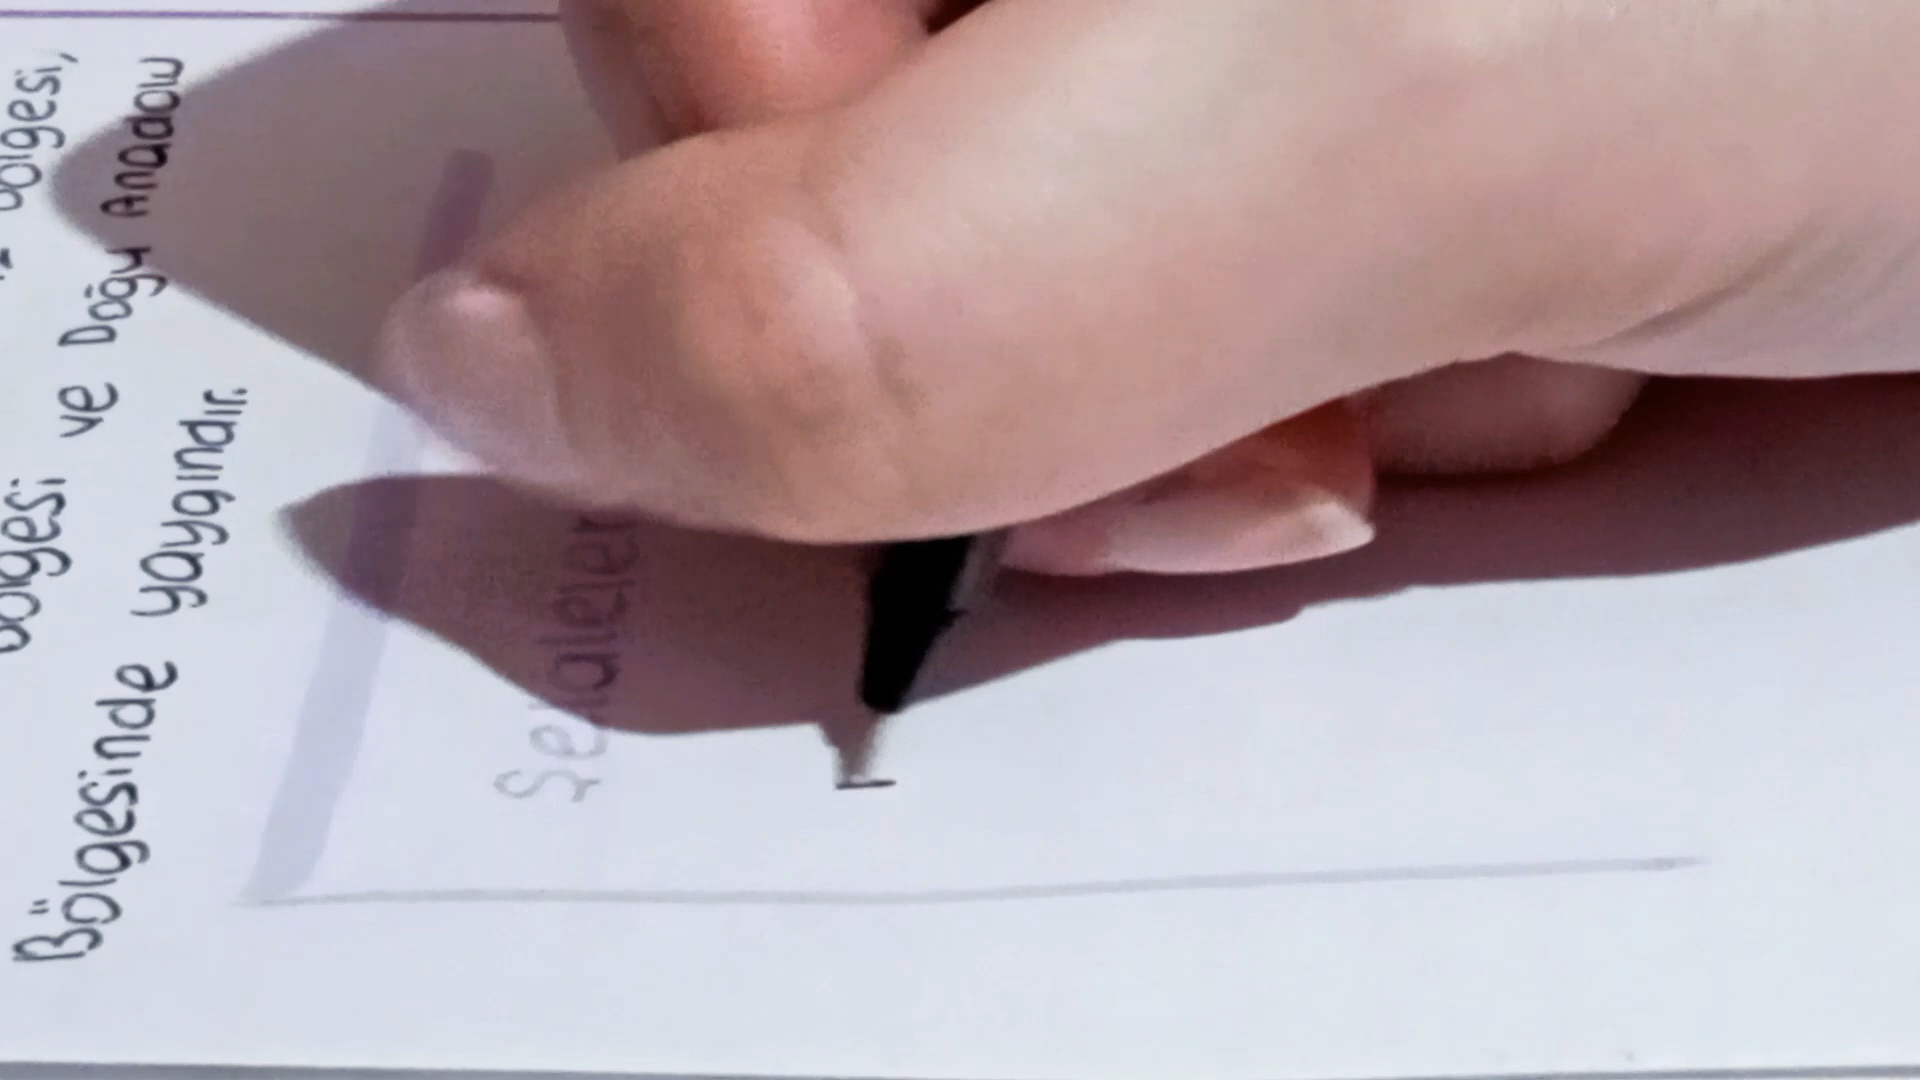 Bölgesi,
Bölgesi ve Doğu Anadolu
Bölgesinde yaygındır.
Şelaleler